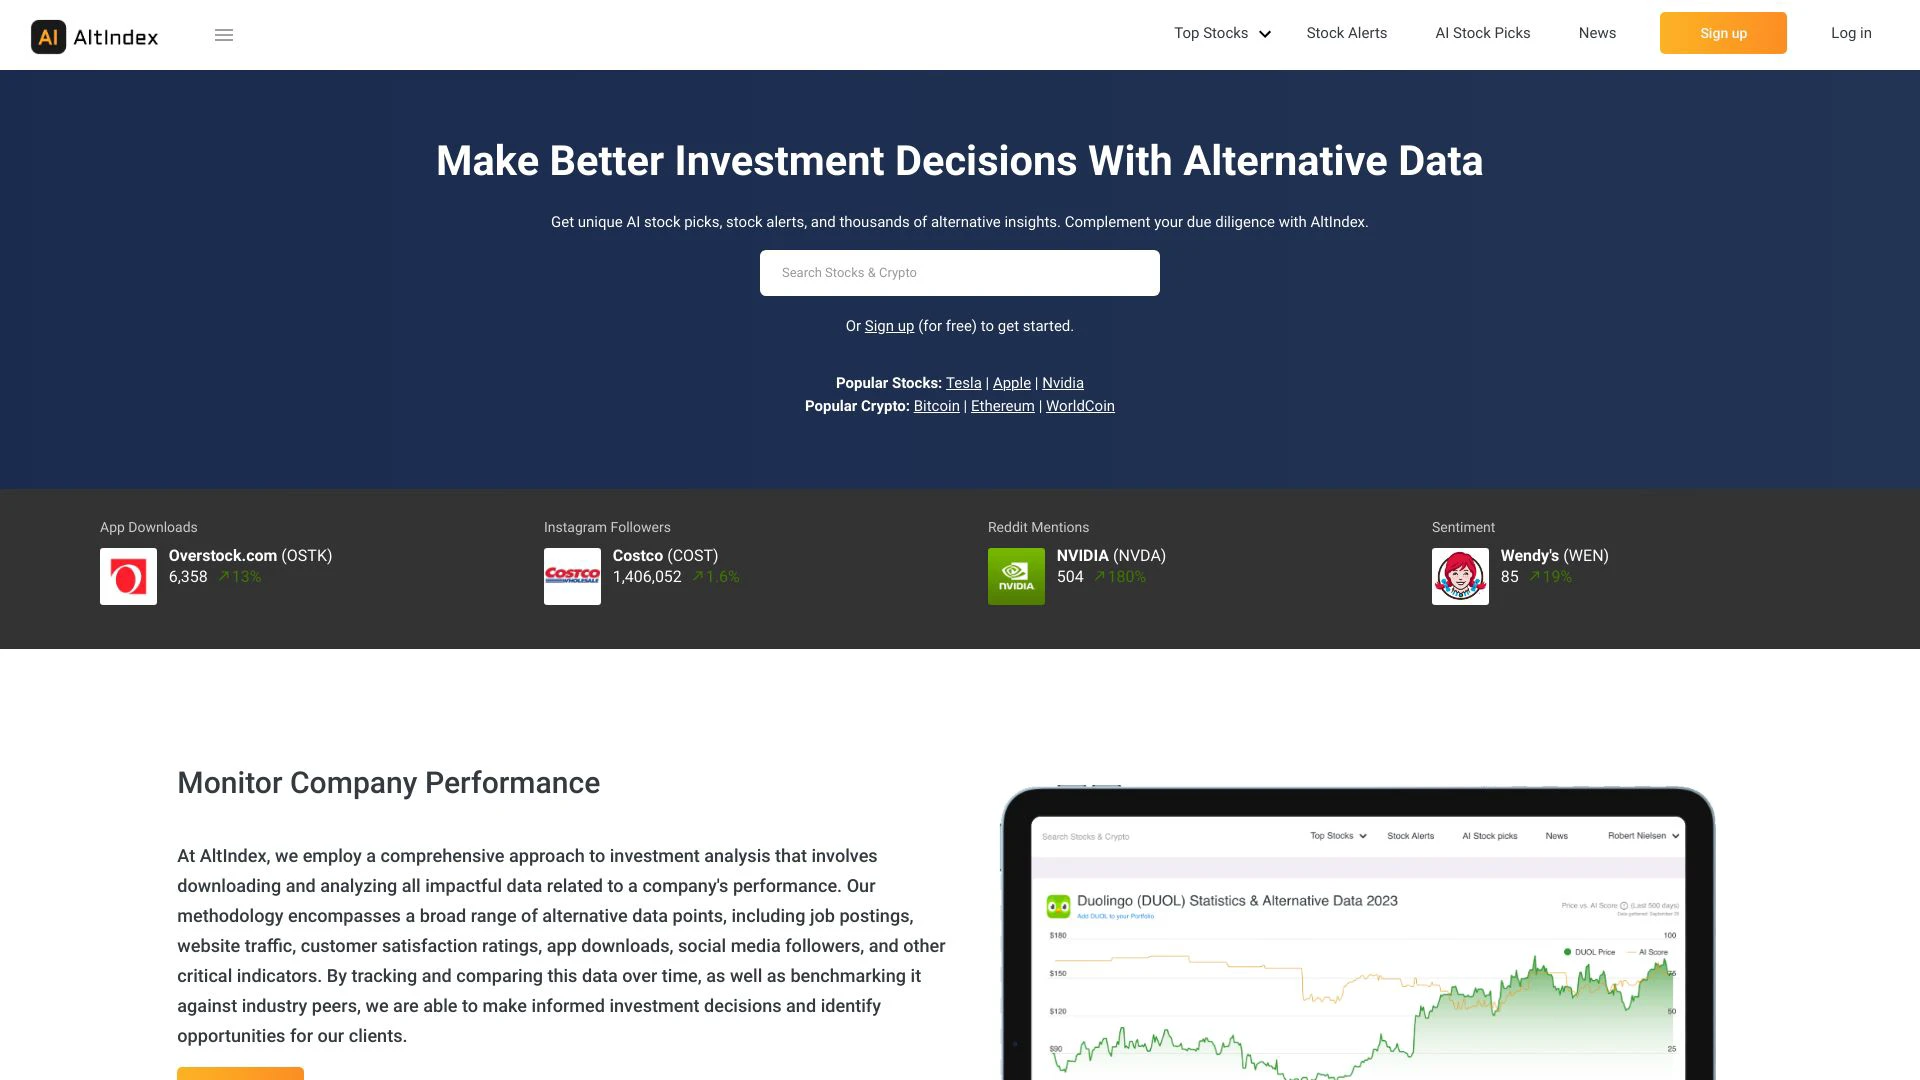 AI AltIndex
Top Stocks
Stock Alerts
AI Stock Picks
News
Sign up
Log in
Make Better Investment Decisions With Alternative Data
Get unique AI stock picks, stock alerts, and thousands of alternative insights. Complement your due diligence with AltIndex.
Search Stocks & Crypto
Or Sign up (for free) to get started.
Popular Stocks: Tesla | Apple | Nvidia
Popular Crypto: Bitcoin | Ethereum | WorldCoin
App Downloads
Overstock.com (OSTK)
6,358 ↗13%
Instagram Followers
COSTCO
WHOLESALE
Costco (COST)
1,406,052 ↗1.6%
Reddit Mentions
NVIDIA
NVIDIA (NVDA)
504 ↗180%
Sentiment
Wendy's (WEN)
85 ↗19%
Monitor Company Performance
At AltIndex, we employ a comprehensive approach to investment analysis that involves
downloading and analyzing all impactful data related to a company's performance. Our
methodology encompasses a broad range of alternative data points, including job postings,
website traffic, customer satisfaction ratings, app downloads, social media followers, and other
critical indicators. By tracking and comparing this data over time, as well as benchmarking it
against industry peers, we are able to make informed investment decisions and identify
opportunities for our clients.
Search Stocks & Crypto
Top Stocks
Stock Alerts
AI Stock picks
News
Robert Nielsen
Duolingo (DUOL) Statistics & Alternative Data 2023
Add DUOL to your Portfolio
Price vs. AI Score (Last 500 days)
Data gathered: September 25
$180
100
DUOL Price
AI Score
$150
75
$120
50
$90
25